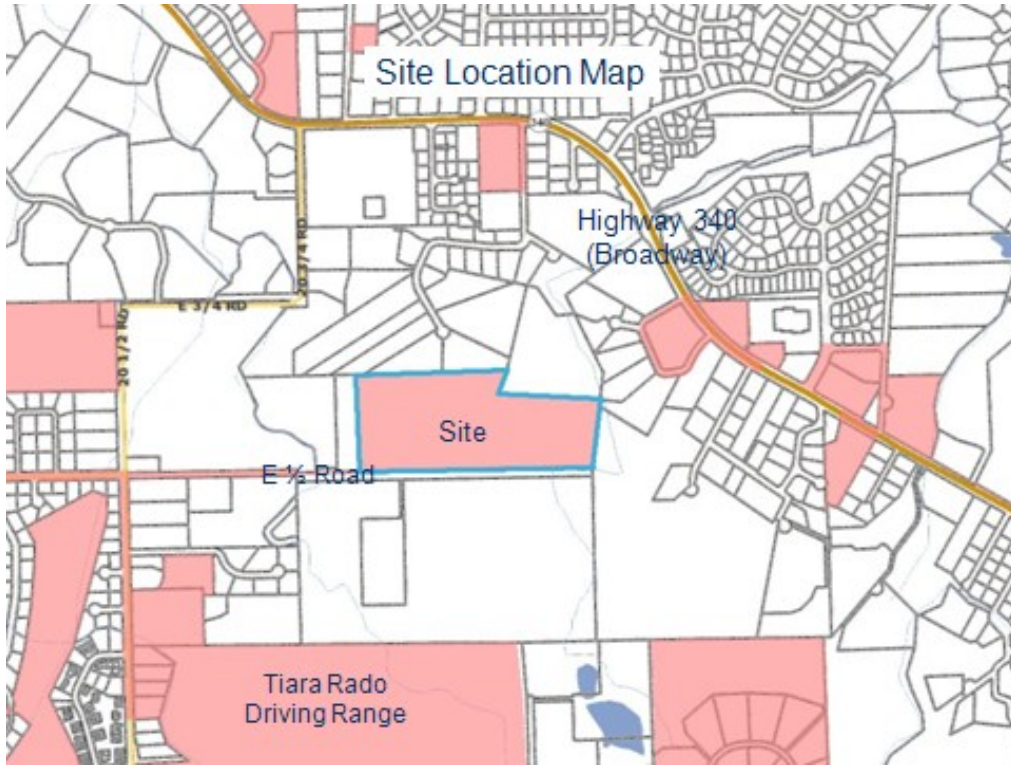 Site Location Map
Highway 340
(Broadway)
20 3/4 RD
E 3/4 RD
20 1/2 RD
Site
E ½ Road
Tiara Rado
Driving Range